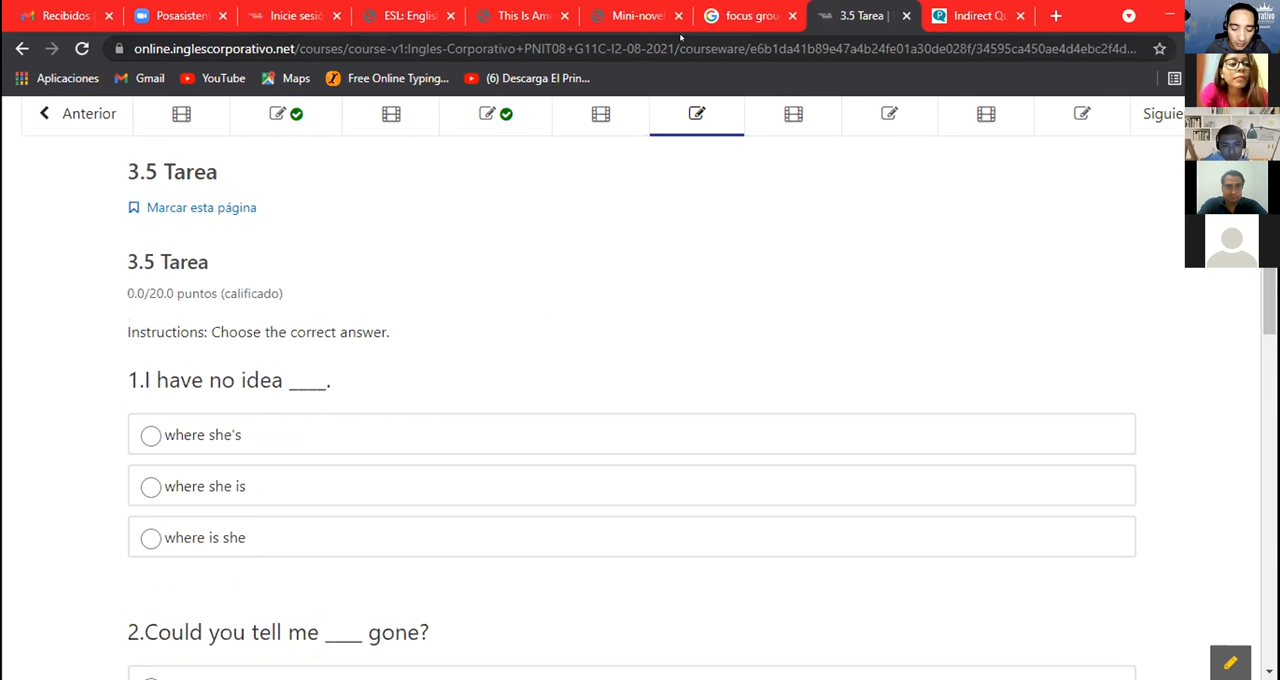 Recibidos
Posasistent
Inicie sesió
ESL: Englis
This Is Ame
Mini-novel
focus grou
3.5 Tarea |
Indirect Qu
online.inglescorporativo.net/courses/course-v1:Ingles-Corporativo+PNIT08+G11C-I2-08-2021/courseware/e6b1da41b89e47a4b24fe01a30de028f/34595ca450ae4d4ebc2f4d...
Aplicaciones
Gmail
YouTube
Maps
Free Online Typing...
(6) Descarga El Prin...
Anterior
Siguie
3.5 Tarea
Marcar esta página
3.5 Tarea
0.0/20.0 puntos (calificado)
Instructions: Choose the correct answer.
1.I have no idea ____.
where she's
where she is
where is she
2.Could you tell me ____ gone?